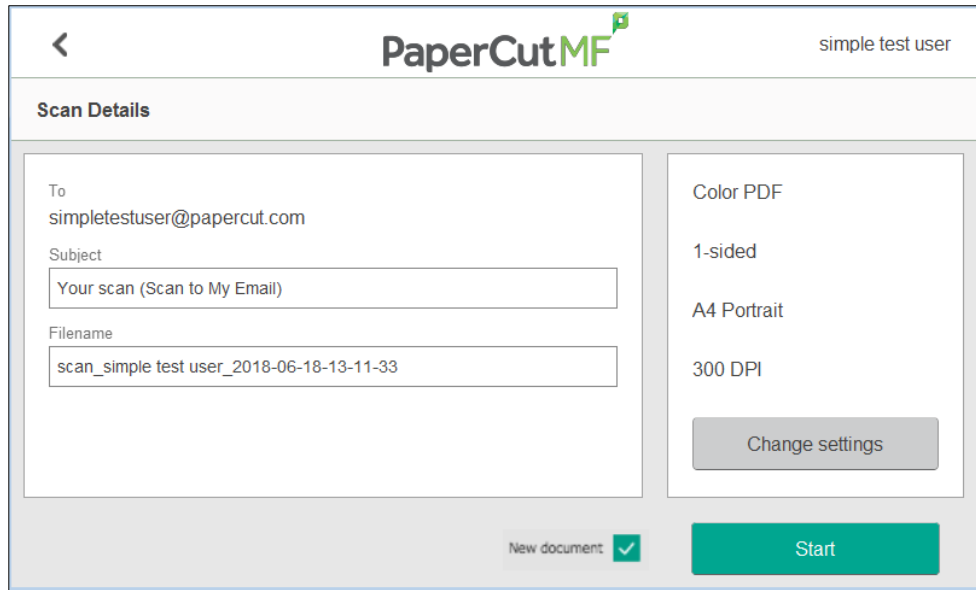 PaperCutMF
simple test user
Scan Details
To
simpletestuser@papercut.com
Subject
Your scan (Scan to My Email)
Filename
scan_simple test user_2018-06-18-13-11-33
Color PDF
1-sided
A4 Portrait
300 DPI
Change settings
New document
Start